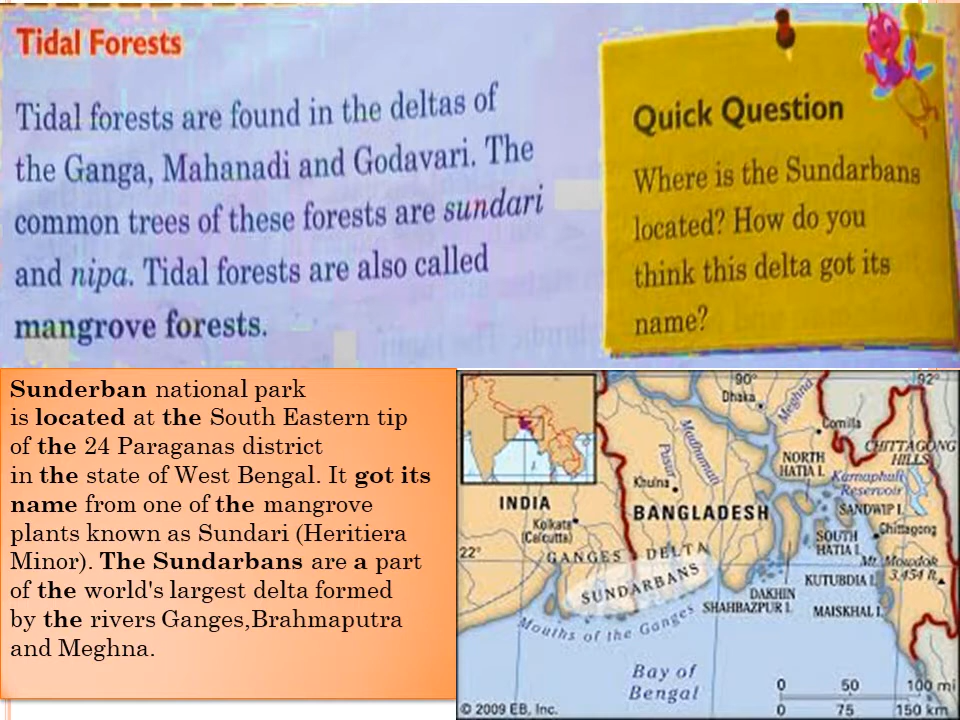 Tidal Forests
Tidal forests are found in the deltas of
the Ganga, Mahanadi and Godavari. The
common trees of these forests are sundari
and nipa. Tidal forests are also called
mangrove forests.
Quick Question
Where is the Sundarbans
located? How do you
think this delta got its
name?
Sunderban national park
is located at the South Eastern tip
of the 24 Paraganas district
in the state of West Bengal. It got its
name from one of the mangrove
plants known as Sundari (Heritiera
Minor). The Sundarbans are a part
of the world's largest delta formed
by the rivers Ganges,Brahmaputra
and Meghna.
90°
92°
Dhaka
Meghna
Comilla
Madhumati
Pusur
CHITTAGONG
HILLS
NORTH
HATIA I.
Karnaphuli
Reservoir
Khulna
INDIA
BANGLADESH
SANDWIP I.
Kolkata
(Calcutta)
Chittagong
SOUTH
HATIA I.
22°
GANGES DELTA
Mt. Mowdok
3,454 ft.
SUNDARBANS
KUTUBDIA I.
DAKHIN
SHAHBAZPUR I.
MAISKHAL I.
Mouths of the Ganges
Bay of
Bengal
0 50 100 mi
0 75 150 km
© 2009 EB, Inc.